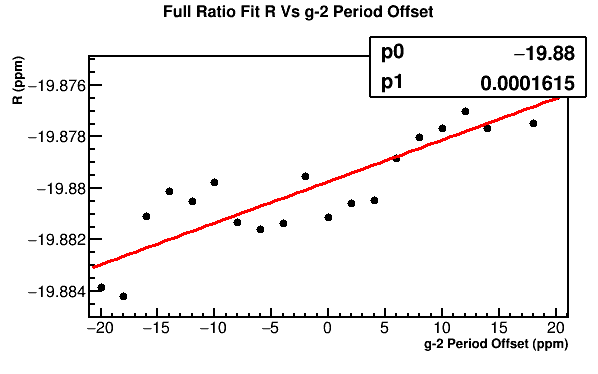 Full Ratio Fit R Vs g-2 Period Offset
p0 −19.88
p1 0.0001615
R (ppm)
−19.876
−19.878
−19.88
−19.882
−19.884
−20 −15 −10 −5 0 5 10 15 20
g-2 Period Offset (ppm)